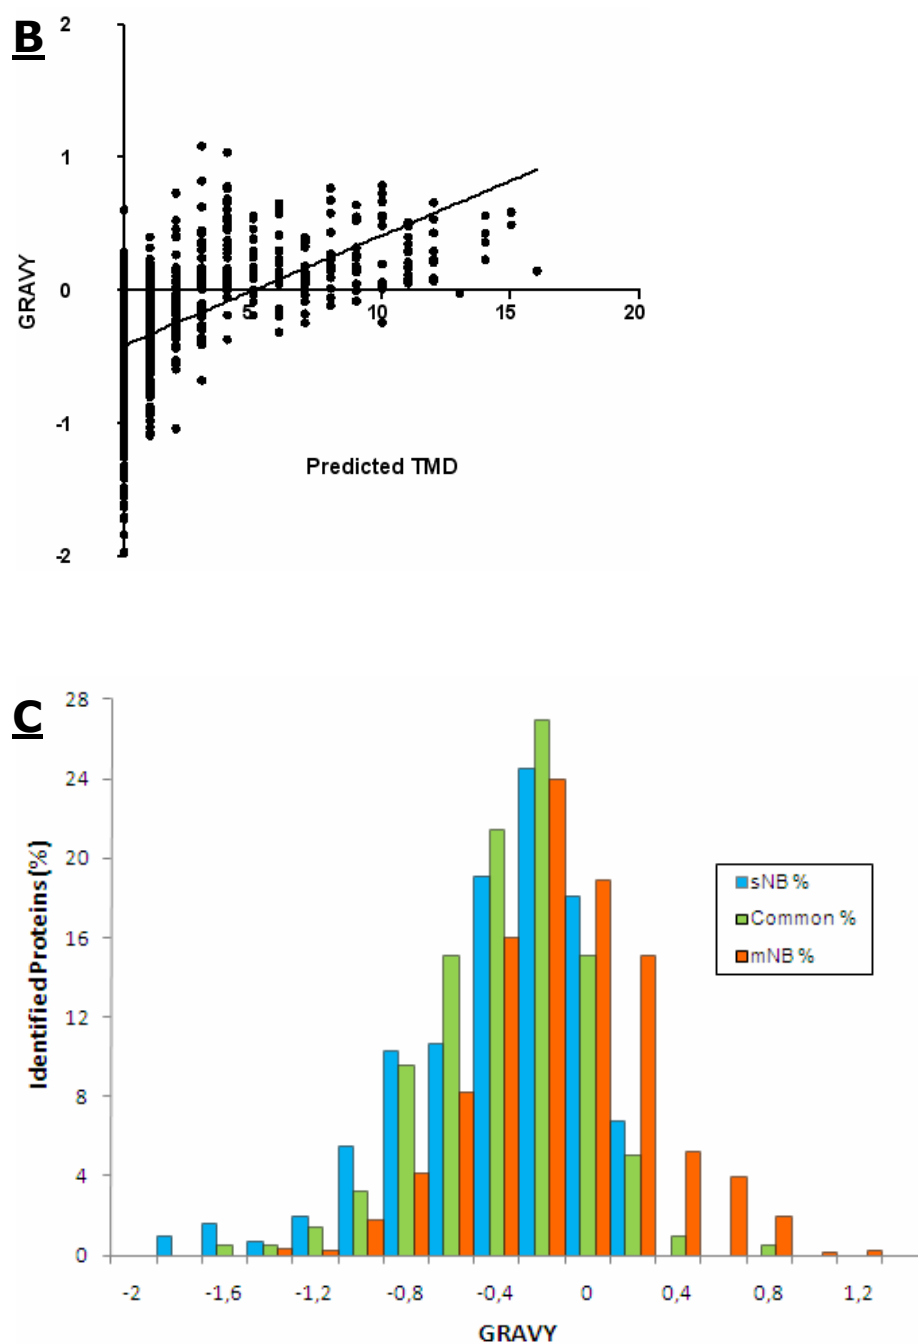 B
2
1
0
-1
-2
GRAVY
5 10 15 20
Predicted TMD
C
28
24
20
16
12
8
4
0
Identified Proteins (%)
sNB %
Common %
mNB %
-2 -1,6 -1,2 -0,8 -0,4 0 0,4 0,8 1,2
GRAVY